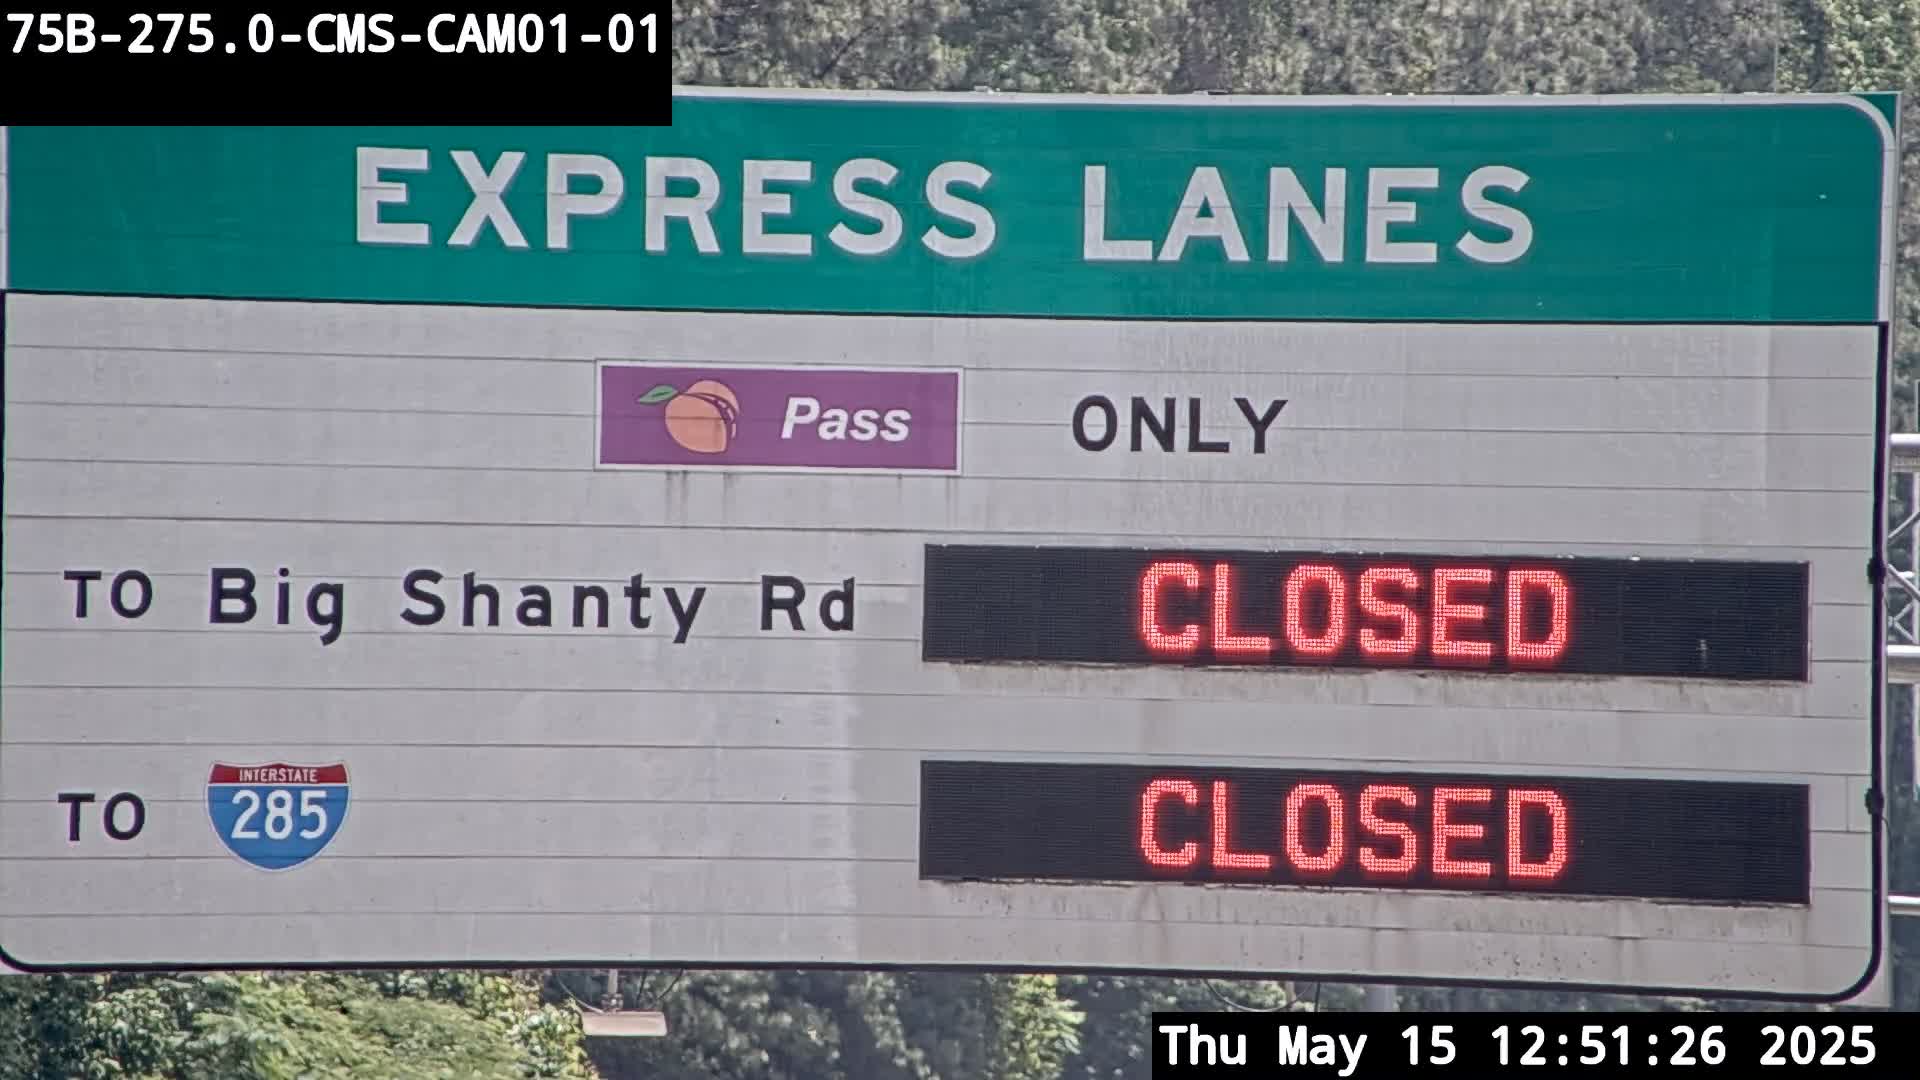 75B-275.0-CMS-CAM01-01
EXPRESS LANES
Pass ONLY
TO Big Shanty Rd CLOSED
TO INTERSTATE 285 CLOSED
Thu May 15 12:51:26 2025